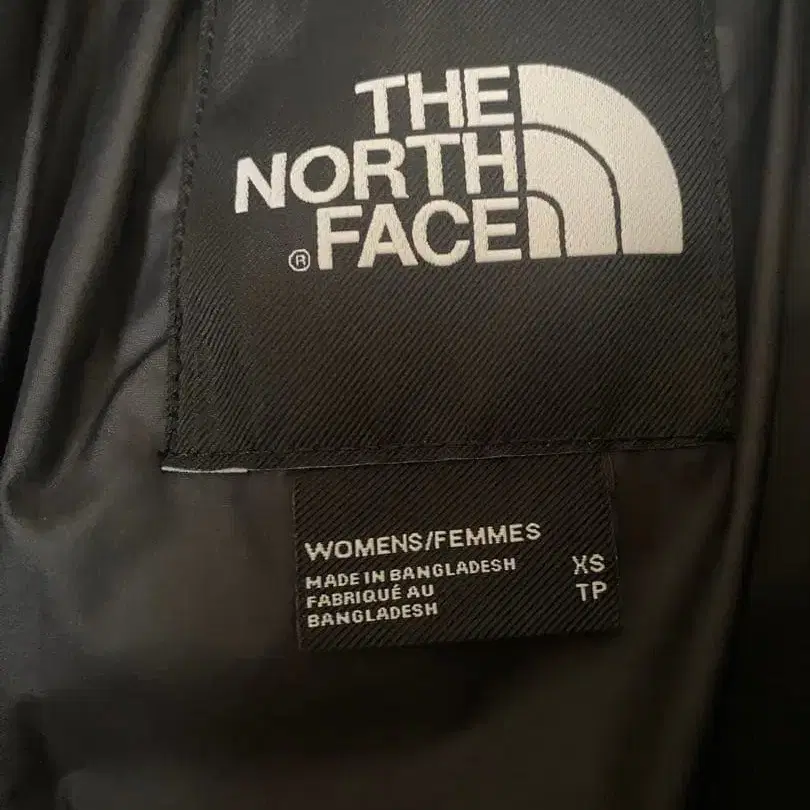 THE
NORTH
® FACE
WOMENS/FEMMES
MADE IN BANGLADESH XS
FABRIQUÉ AU TP
BANGLADESH